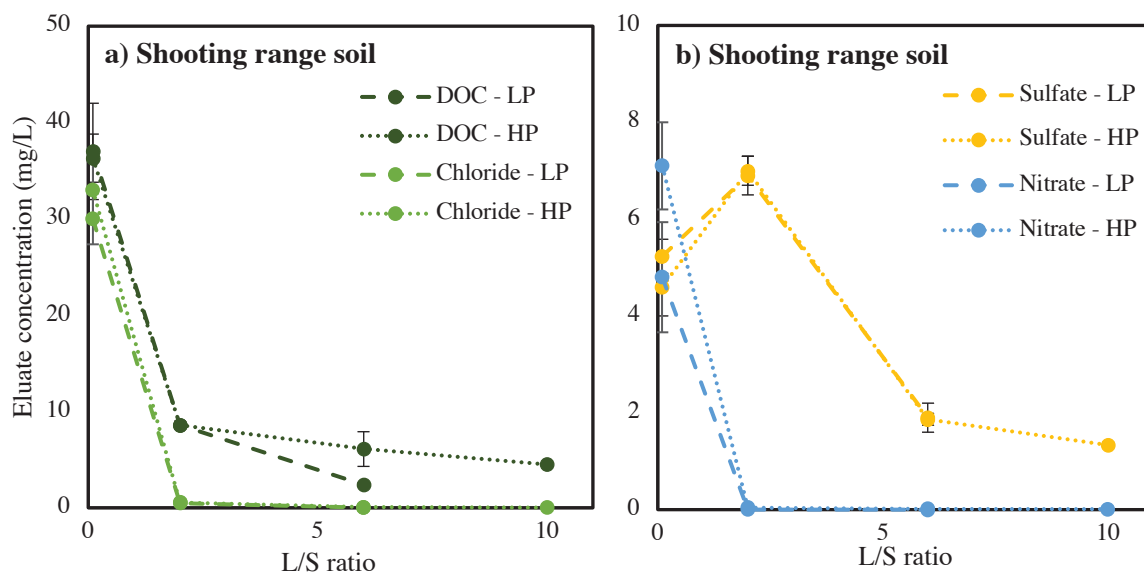 a) Shooting range soil
DOC - LP
DOC - HP
Chloride - LP
Chloride - HP
Eluate concentration (mg/L)
50
40
30
20
10
0
0
5
10
L/S ratio
b) Shooting range soil
Sulfate - LP
Sulfate - HP
Nitrate - LP
Nitrate - HP
10
8
6
4
2
0
0
5
10
L/S ratio